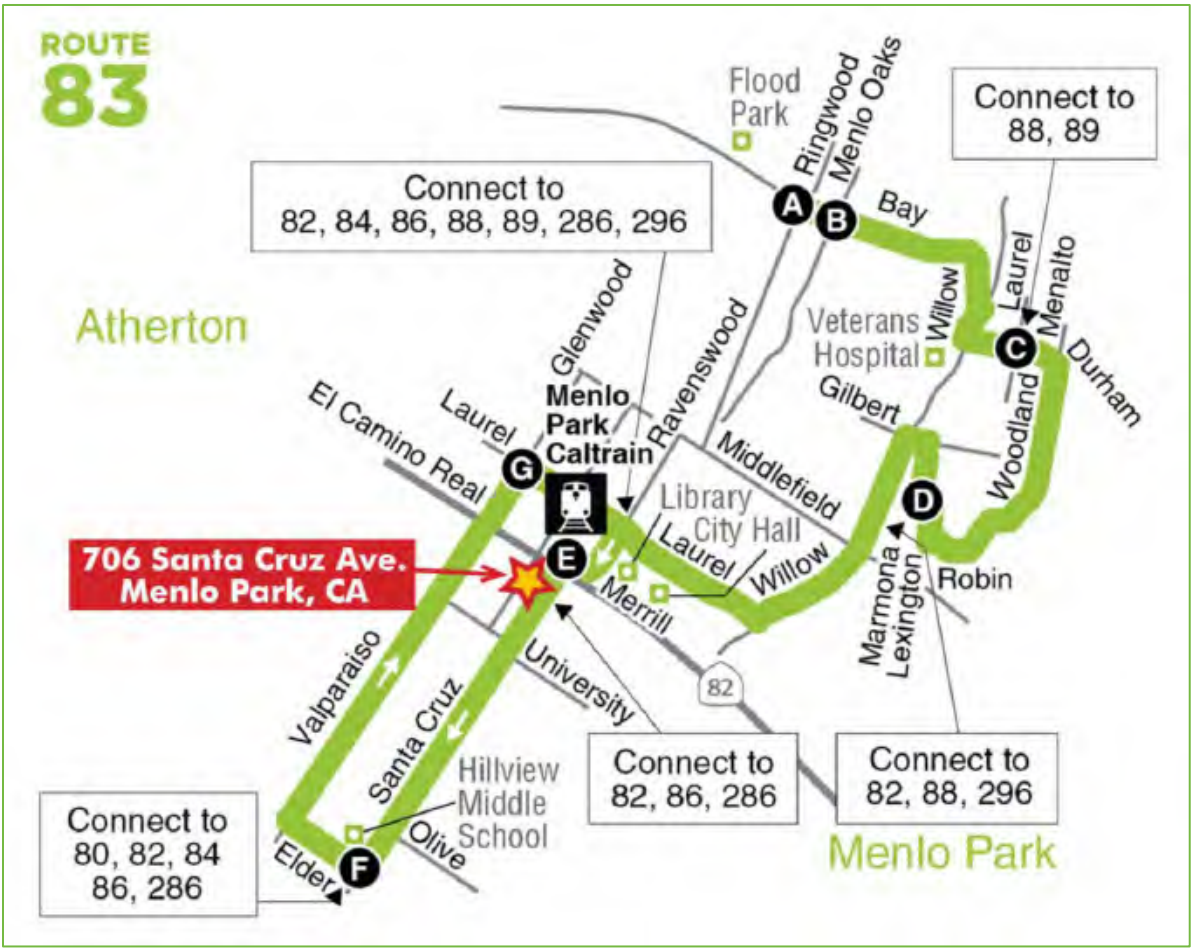 ROUTE
83
Flood
Park
Ringwood
Menlo Oaks
Connect to
88, 89
Connect to
82, 84, 86, 88, 89, 286, 296
A
B
Bay
Atherton
Glenwood
Ravenswood
Veterans
Hospital
Willow
Laurel
Menalto
C
Durham
El Camino Real
Laurel
Menlo
Park
Caltrain
Gilbert
Woodland
G
Middlefield
Library
City Hall
D
706 Santa Cruz Ave.
Menlo Park, CA
E
Laurel
Willow
Merrill
Marmona
Lexington
Robin
Valparaiso
University
82
Santa Cruz
Hillview
Middle
School
Connect to
82, 86, 286
Connect to
82, 88, 296
Connect to
80, 82, 84
86, 286
Elder
F
Olive
Menlo Park